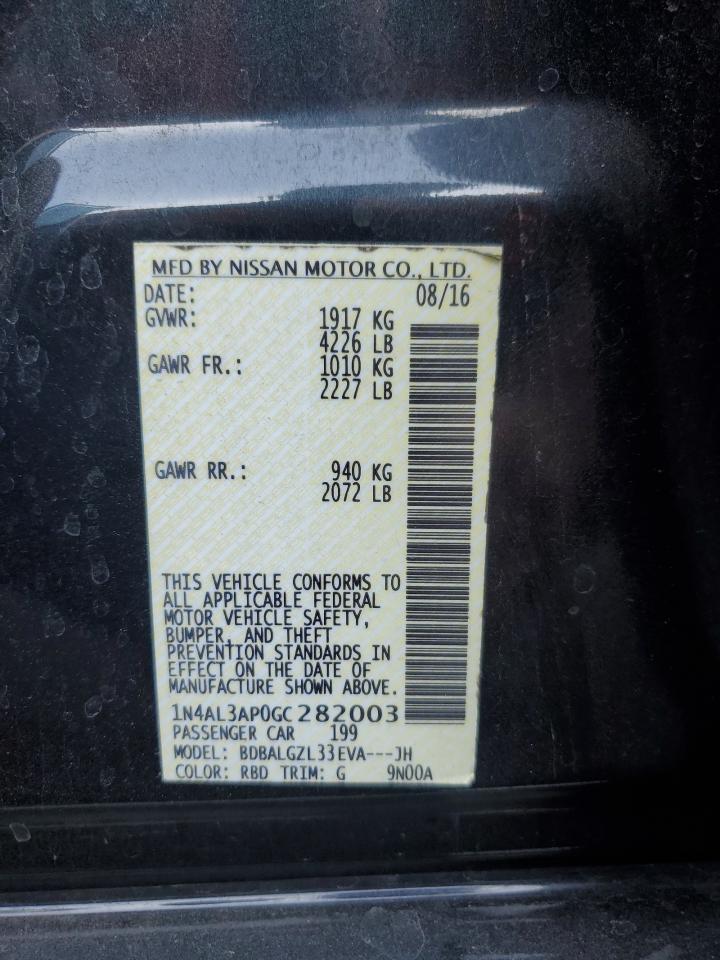 MFD BY NISSAN MOTOR CO., LTD.
DATE: 08/16
GVWR: 1917 KG
4226 LB
GAWR FR.: 1010 KG
2227 LB
GAWR RR.: 940 KG
2072 LB
THIS VEHICLE CONFORMS TO
ALL APPLICABLE FEDERAL
MOTOR VEHICLE SAFETY,
BUMPER, AND THEFT
PREVENTION STANDARDS IN
EFFECT ON THE DATE OF
MANUFACTURE SHOWN ABOVE.
1N4AL3AP0GC282003
PASSENGER CAR 199
MODEL: BDBALGZL33EVA---JH
COLOR: RBD TRIM: G 9N00A